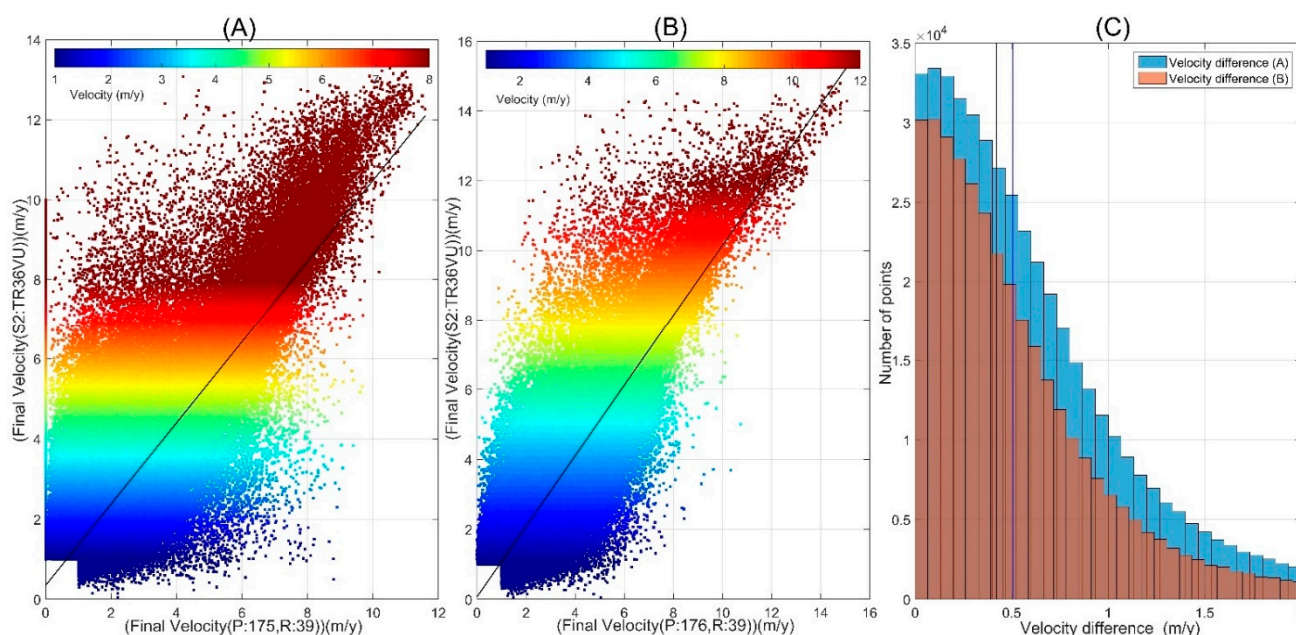 (A)
14
12
10
8
6
4
2
0
(Final Velocity(S2:TR36VU))(m/y)
1 2 3 4 5 6 7 8
Velocity (m/y)
0 2 4 6 8 10 12
(Final Velocity(P:175,R:39))(m/y)
(B)
16
14
12
10
8
6
4
2
0
(Final Velocity(S2:TR36VU))(m/y)
2 4 6 8 10 12
Velocity (m/y)
0 2 4 6 8 10 12 14 16
(Final Velocity(P:176,R:39))(m/y)
(C)
×10⁴
3.5
3
2.5
2
1.5
1
0.5
0
Number of points
Velocity difference (A)
Velocity difference (B)
0 0.5 1 1.5
Velocity difference (m/y)